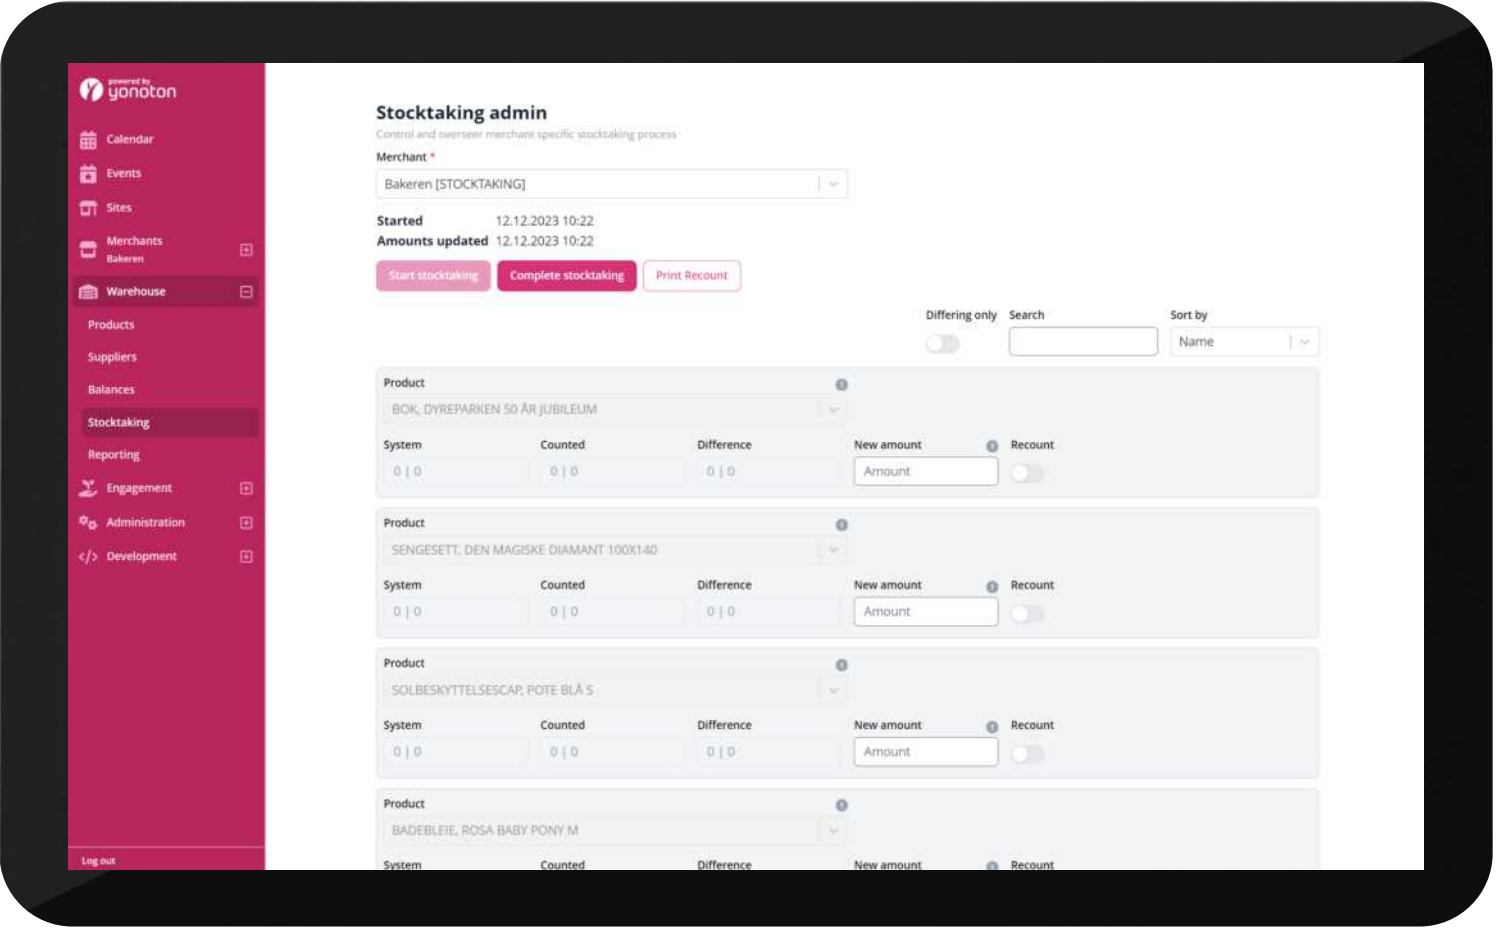 powered by
yonoton
Calendar
Events
Sites
Merchants
Bakeren
Warehouse
Products
Suppliers
Balances
Stocktaking
Reporting
Engagement
Administration
</> Development
Log out
Stocktaking admin
Control and overseer merchant specific stocktaking process
Merchant *
Bakeren [STOCKTAKING]
Started 12.12.2023 10:22
Amounts updated 12.12.2023 10:22
Start stocktaking Complete stocktaking Print Recount
Differing only Search Sort by
Name
Product
BOK, DYREPARKEN 50 ÅR JUBILEUM
System Counted Difference New amount Recount
0 | 0 0 | 0 0 | 0 Amount
Product
SENGESETT, DEN MAGISKE DIAMANT 100X140
System Counted Difference New amount Recount
0 | 0 0 | 0 0 | 0 Amount
Product
SOLBESKYTTELSESCAP, POTE BLÅ S
System Counted Difference New amount Recount
0 | 0 0 | 0 0 | 0 Amount
Product
BADEBLEIE, ROSA BABY PONY M
System Counted Difference New amount Recount